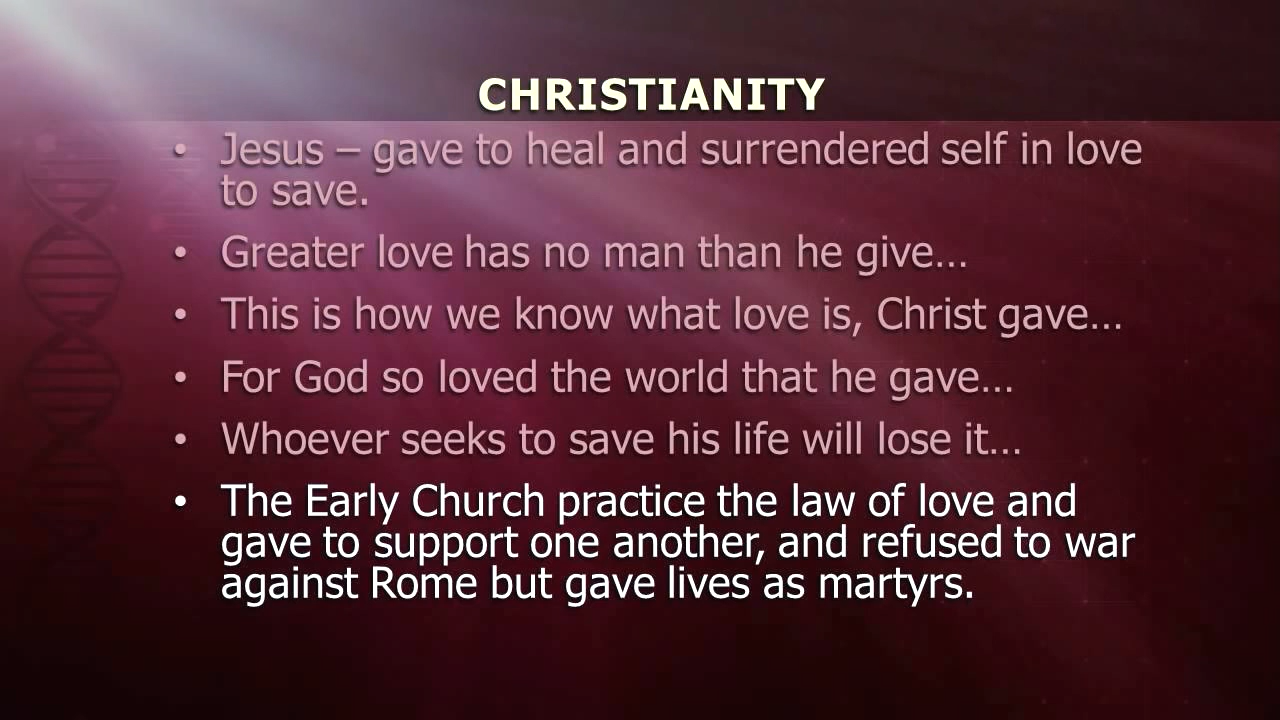 CHRISTIANITY
• Jesus – gave to heal and surrendered self in love
to save.
• Greater love has no man than he give...
• This is how we know what love is, Christ gave...
• For God so loved the world that he gave...
• Whoever seeks to save his life will lose it...
• The Early Church practice the law of love and
gave to support one another, and refused to war
against Rome but gave lives as martyrs.